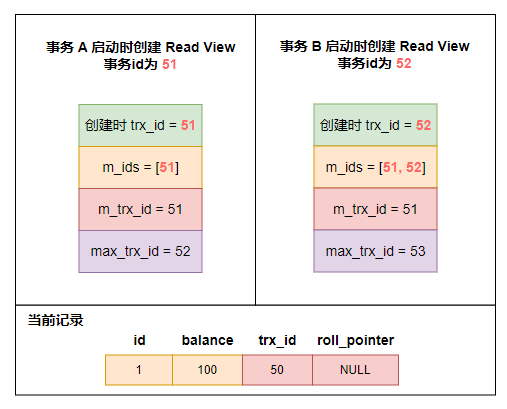 事务 A 启动时创建 Read View
事务id为 51
创建时 trx_id = 51
m_ids = [51]
m_trx_id = 51
max_trx_id = 52
事务 B 启动时创建 Read View
事务id为 52
创建时 trx_id = 52
m_ids = [51, 52]
m_trx_id = 51
max_trx_id = 53
当前记录
id balance trx_id roll_pointer
1 100 50 NULL